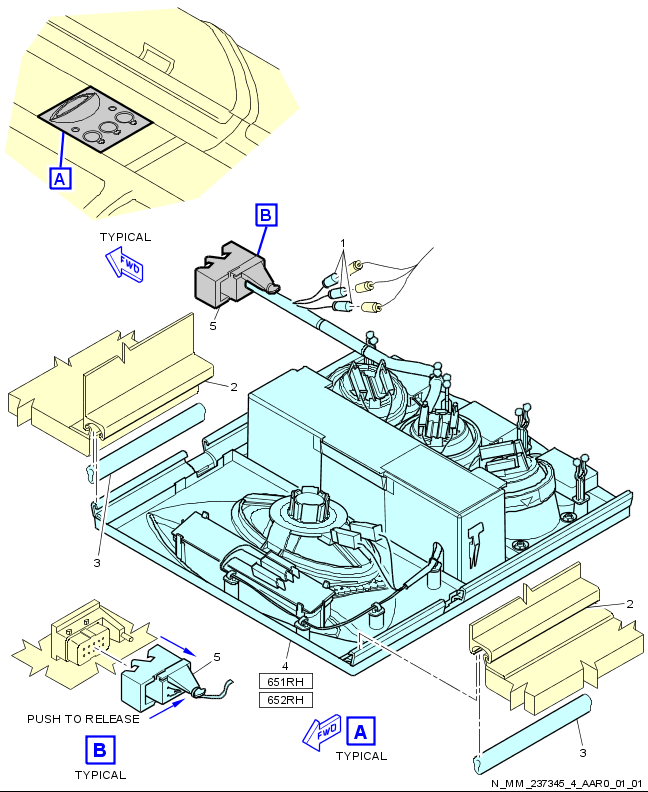 A
TYPICAL
FWD
B
1
5
2
3
2
5
4
651RH
652RH
PUSH TO RELEASE
B
TYPICAL
FWD
A
TYPICAL
3
N_MM_237345_4_AAR0_01_01